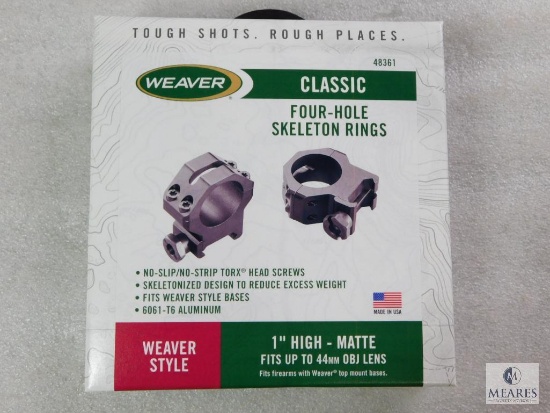 TOUGH SHOTS. ROUGH PLACES.
48361
WEAVER®
CLASSIC
FOUR-HOLE
SKELETON RINGS
• NO-SLIP/NO-STRIP TORX® HEAD SCREWS
• SKELETONIZED DESIGN TO REDUCE EXCESS WEIGHT
• FITS WEAVER STYLE BASES
• 6061-T6 ALUMINUM
MADE IN USA
WEAVER
STYLE
1" HIGH - MATTE
FITS UP TO 44MM OBJ LENS
Fits firearms with Weaver® top mount bases.
M
MEARES